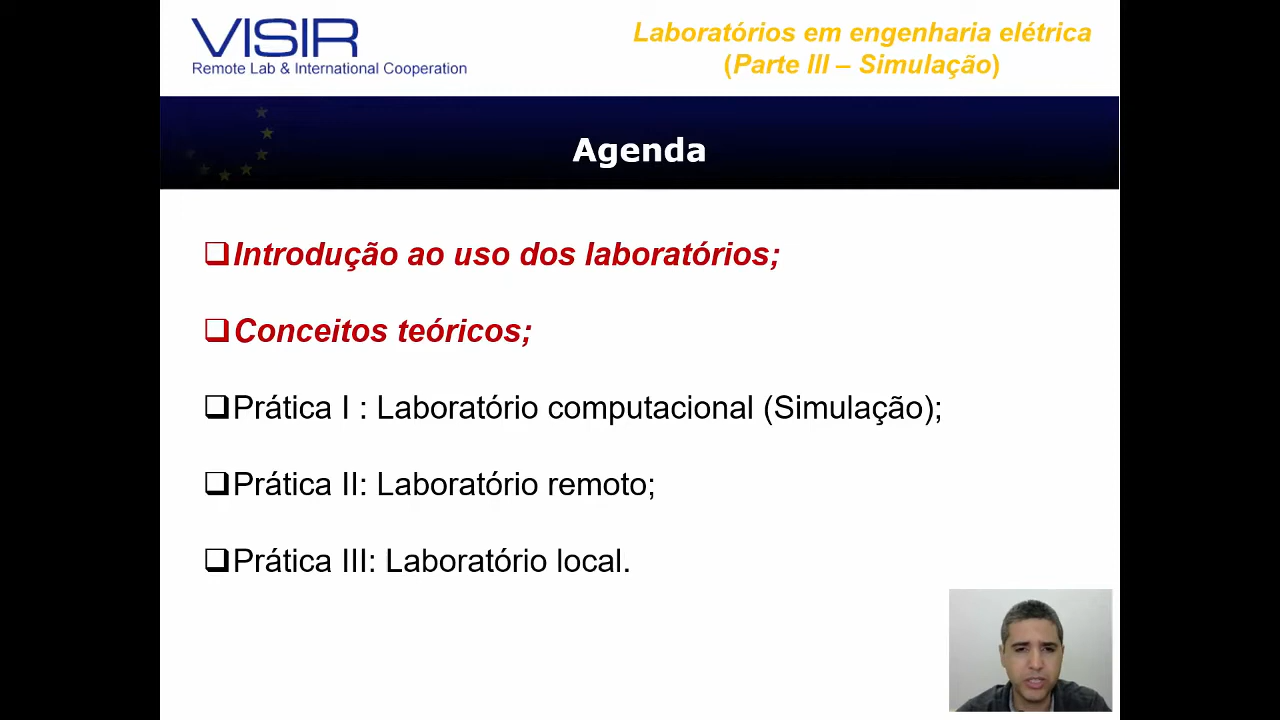 VISIR
Remote Lab & International Cooperation
Laboratórios em engenharia elétrica
(Parte III – Simulação)
Agenda
Introdução ao uso dos laboratórios;
Conceitos teóricos;
Prática I : Laboratório computacional (Simulação);
Prática II: Laboratório remoto;
Prática III: Laboratório local.